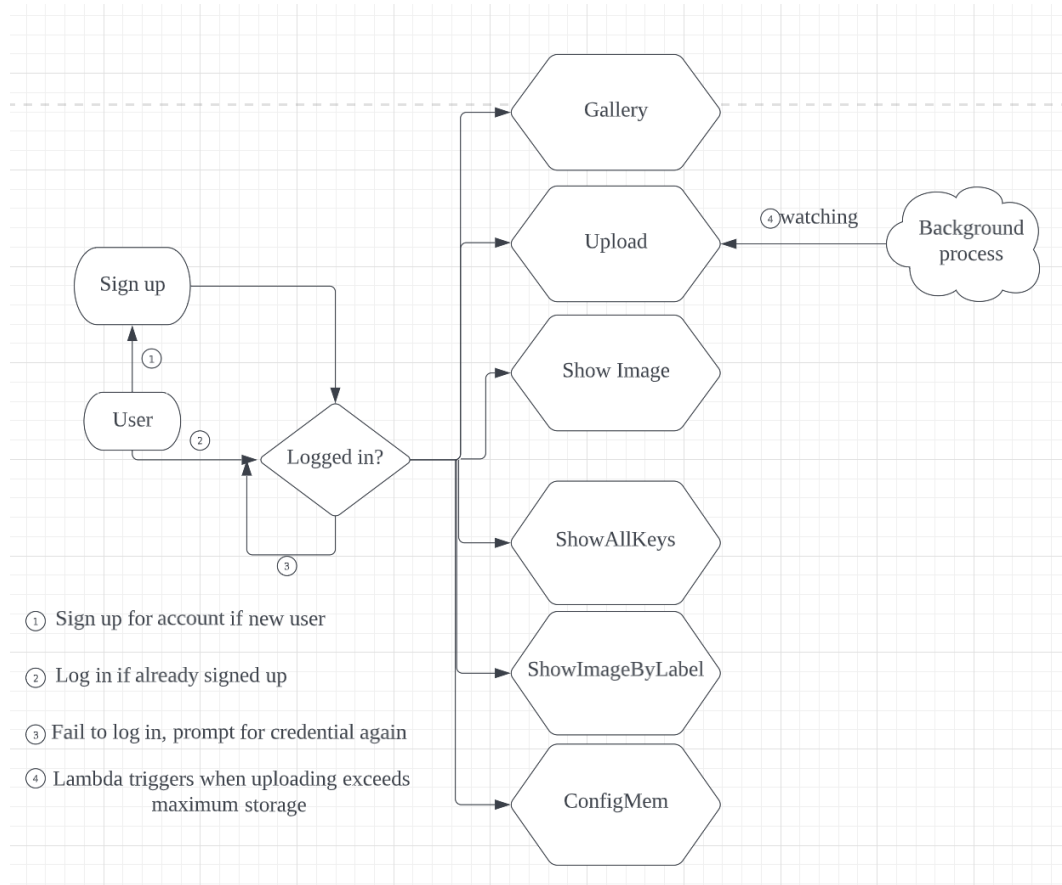 Gallery
④watching
Upload
Background
process
Sign up
①
Show Image
User
②
Logged in?
ShowAllKeys
③
① Sign up for account if new user
ShowImageByLabel
② Log in if already signed up
③ Fail to log in, prompt for credential again
④ Lambda triggers when uploading exceeds
maximum storage
ConfigMem